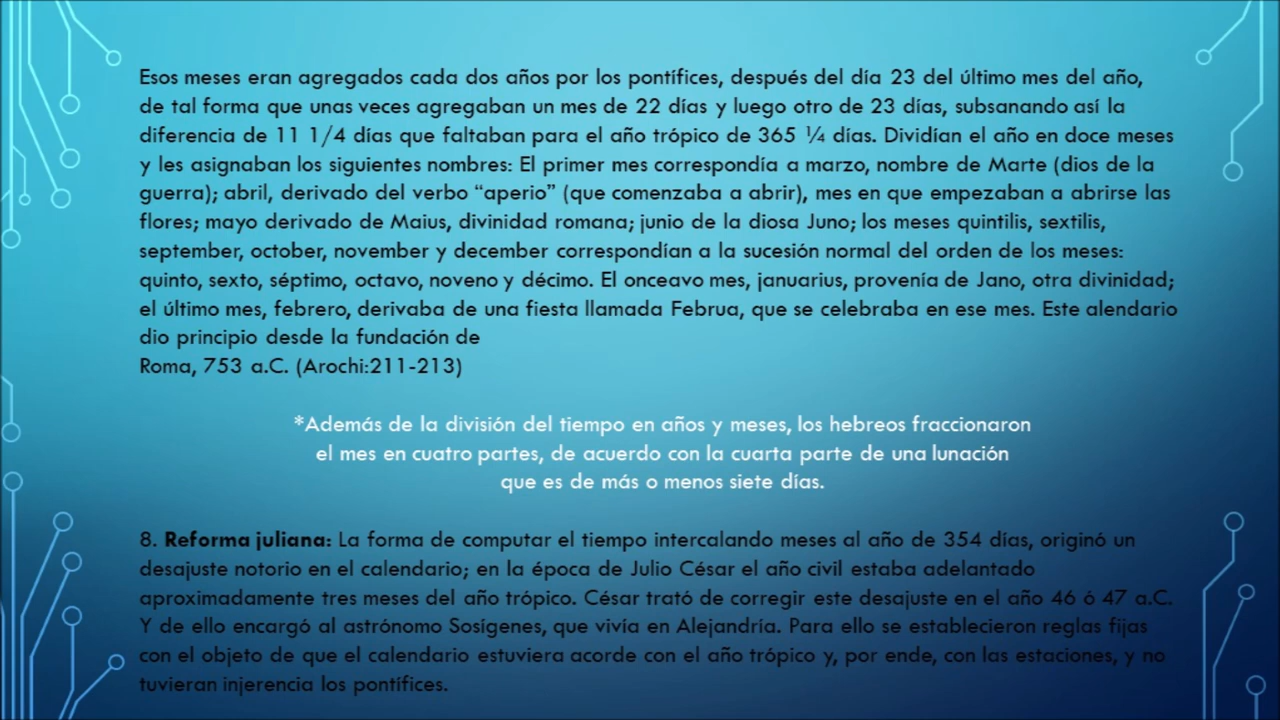 Esos meses eran agregados cada dos años por los pontífices, después del día 23 del último mes del año,
de tal forma que unas veces agregaban un mes de 22 días y luego otro de 23 días, subsanando así la
diferencia de 11 1/4 días que faltaban para el año trópico de 365 ¼ días. Dividían el año en doce meses
y les asignaban los siguientes nombres: El primer mes correspondía a marzo, nombre de Marte (dios de la
guerra); abril, derivado del verbo “aperio” (que comenzaba a abrir), mes en que empezaban a abrirse las
flores; mayo derivado de Maius, divinidad romana; junio de la diosa Juno; los meses quintilis, sextilis,
september, october, november y december correspondían a la sucesión normal del orden de los meses:
quinto, sexto, séptimo, octavo, noveno y décimo. El onceavo mes, januarius, provenía de Jano, otra divinidad;
el último mes, febrero, derivaba de una fiesta llamada Februa, que se celebraba en ese mes. Este alendario
dio principio desde la fundación de
Roma, 753 a.C. (Arochi:211-213)
*Además de la división del tiempo en años y meses, los hebreos fraccionaron
el mes en cuatro partes, de acuerdo con la cuarta parte de una lunación
que es de más o menos siete días.
8. Reforma juliana: La forma de computar el tiempo intercalando meses al año de 354 días, originó un
desajuste notorio en el calendario; en la época de Julio César el año civil estaba adelantado
aproximadamente tres meses del año trópico. César trató de corregir este desajuste en el año 46 ó 47 a.C.
Y de ello encargó al astrónomo Sosígenes, que vivía en Alejandría. Para ello se establecieron reglas fijas
con el objeto de que el calendario estuviera acorde con el año trópico y, por ende, con las estaciones, y no
tuvieran injerencia los pontífices.